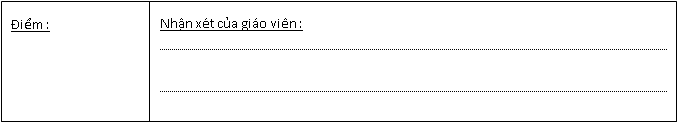 Điểm :
Nhận xét của giáo viên :